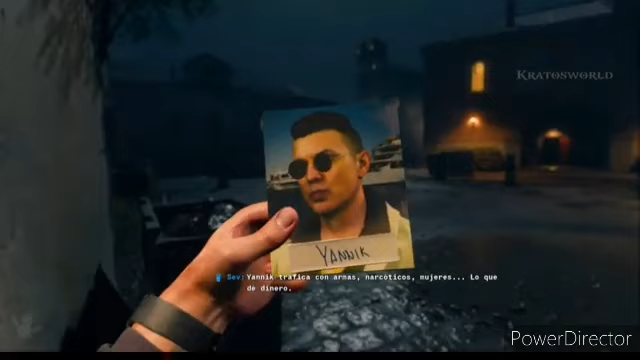 KRATOSWORLD
YANNIK
Sev: Yannik trafica con armas, narcóticos, mujeres... Lo que
de dinero.
PowerDirector